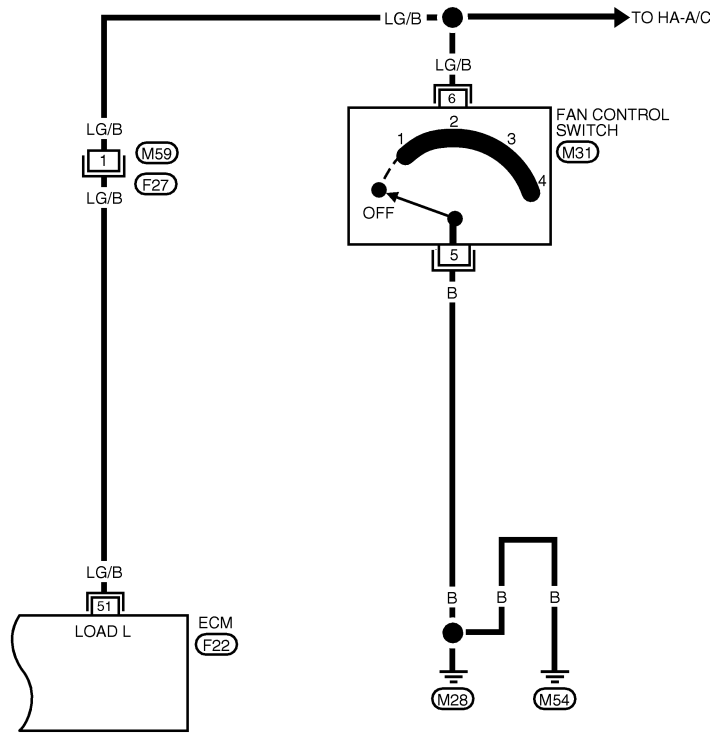 LG/B
TO HA-A/C
LG/B
6
FAN CONTROL
SWITCH
M31
LG/B
1
M59
F27
LG/B
1
2
3
4
OFF
5
B
LG/B
51
LOAD L
ECM
F22
B
B
B
M28
M54